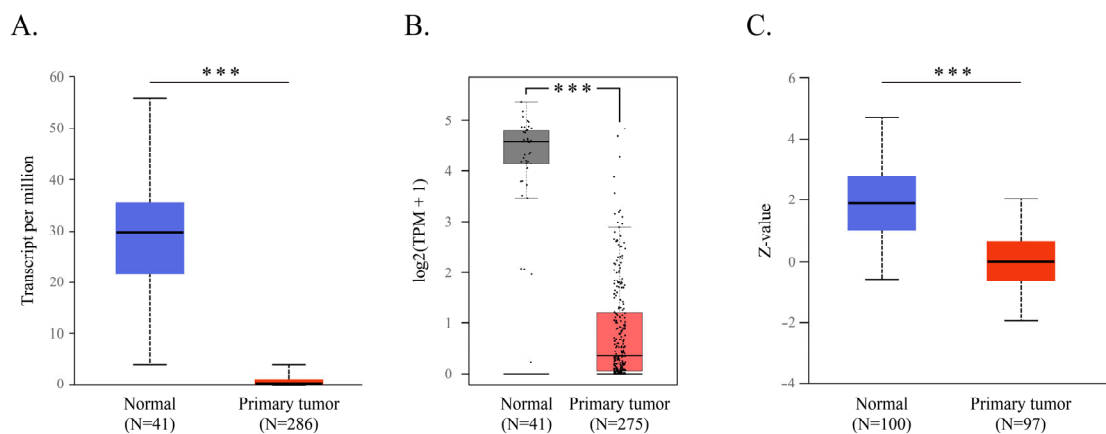 A.
Transcript per million
60
50
40
30
20
10
0
***
Normal
(N=41)
Primary tumor
(N=286)
B.
log2(TPM + 1)
5
4
3
2
1
0
***
Normal
(N=41)
Primary tumor
(N=275)
C.
Z-value
6
4
2
0
−2
−4
***
Normal
(N=100)
Primary tumor
(N=97)